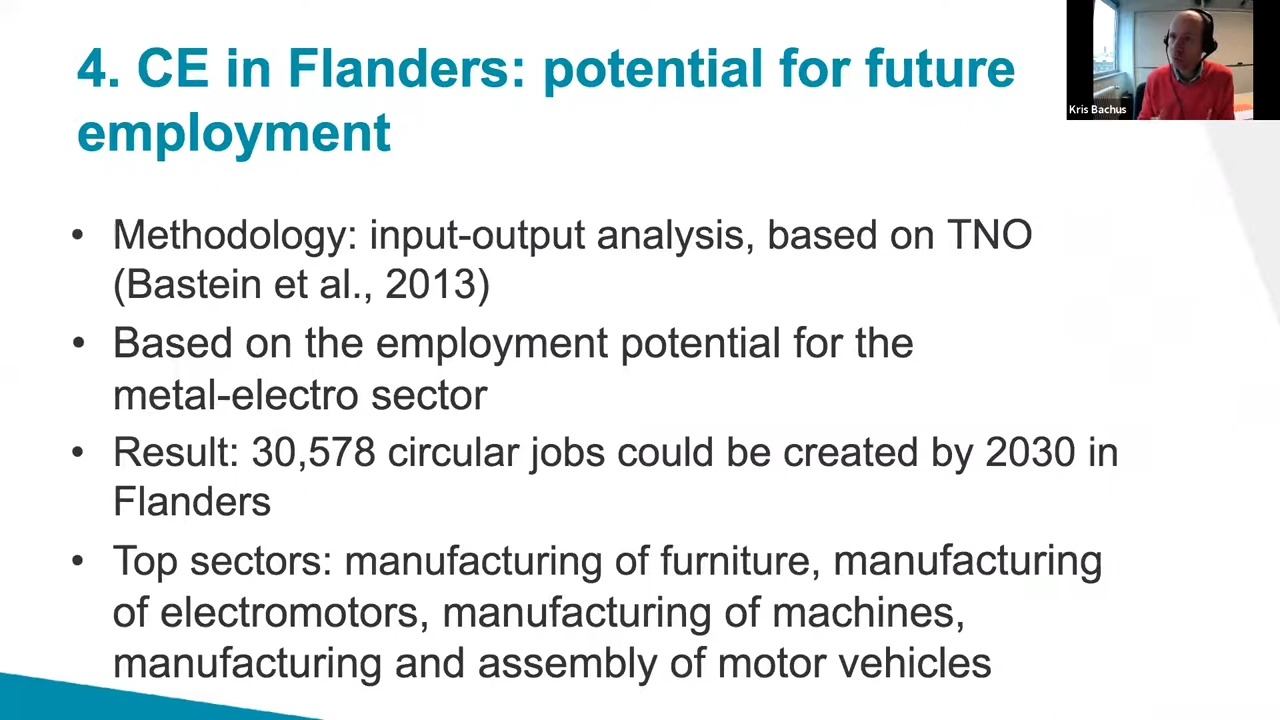 4. CE in Flanders: potential for future
employment
Kris Bachus
• Methodology: input-output analysis, based on TNO
(Bastein et al., 2013)
• Based on the employment potential for the
metal-electro sector
• Result: 30,578 circular jobs could be created by 2030 in
Flanders
• Top sectors: manufacturing of furniture, manufacturing
of electromotors, manufacturing of machines,
manufacturing and assembly of motor vehicles